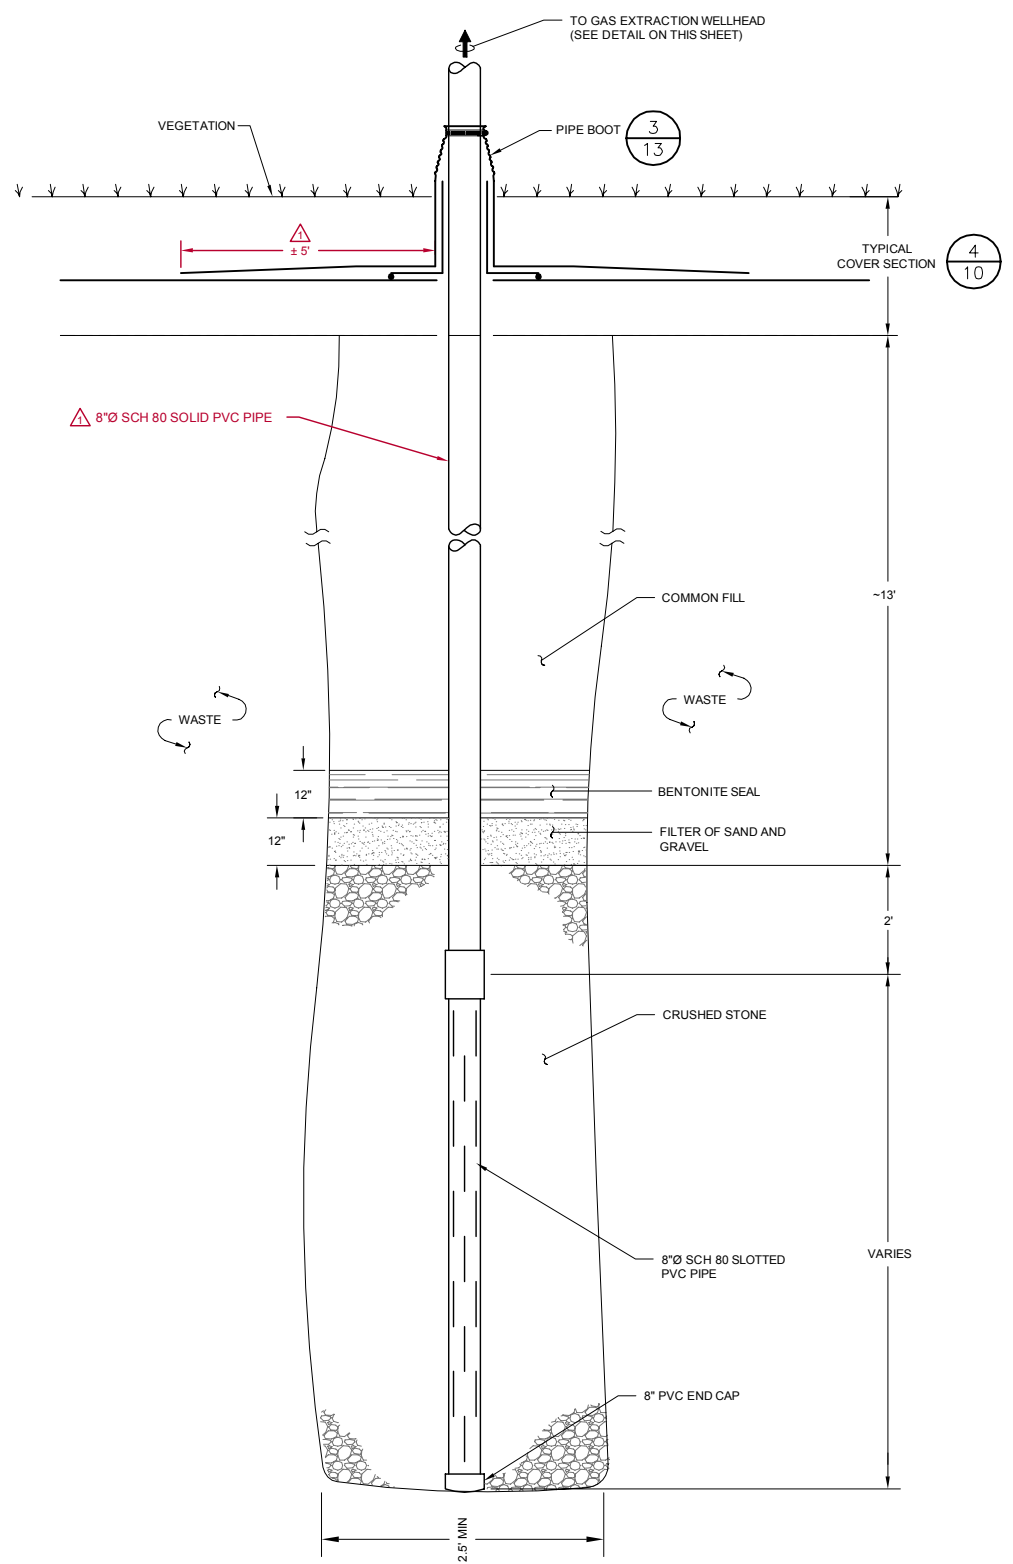 TO GAS EXTRACTION WELLHEAD
(SEE DETAIL ON THIS SHEET)
VEGETATION
PIPE BOOT
3
13
1
± 5'
TYPICAL
COVER SECTION
4
10
1
8"Ø SCH 80 SOLID PVC PIPE
COMMON FILL
~13'
WASTE
WASTE
12"
BENTONITE SEAL
12"
FILTER OF SAND AND
GRAVEL
2'
CRUSHED STONE
8"Ø SCH 80 SLOTTED
PVC PIPE
VARIES
8" PVC END CAP
2.5' MIN